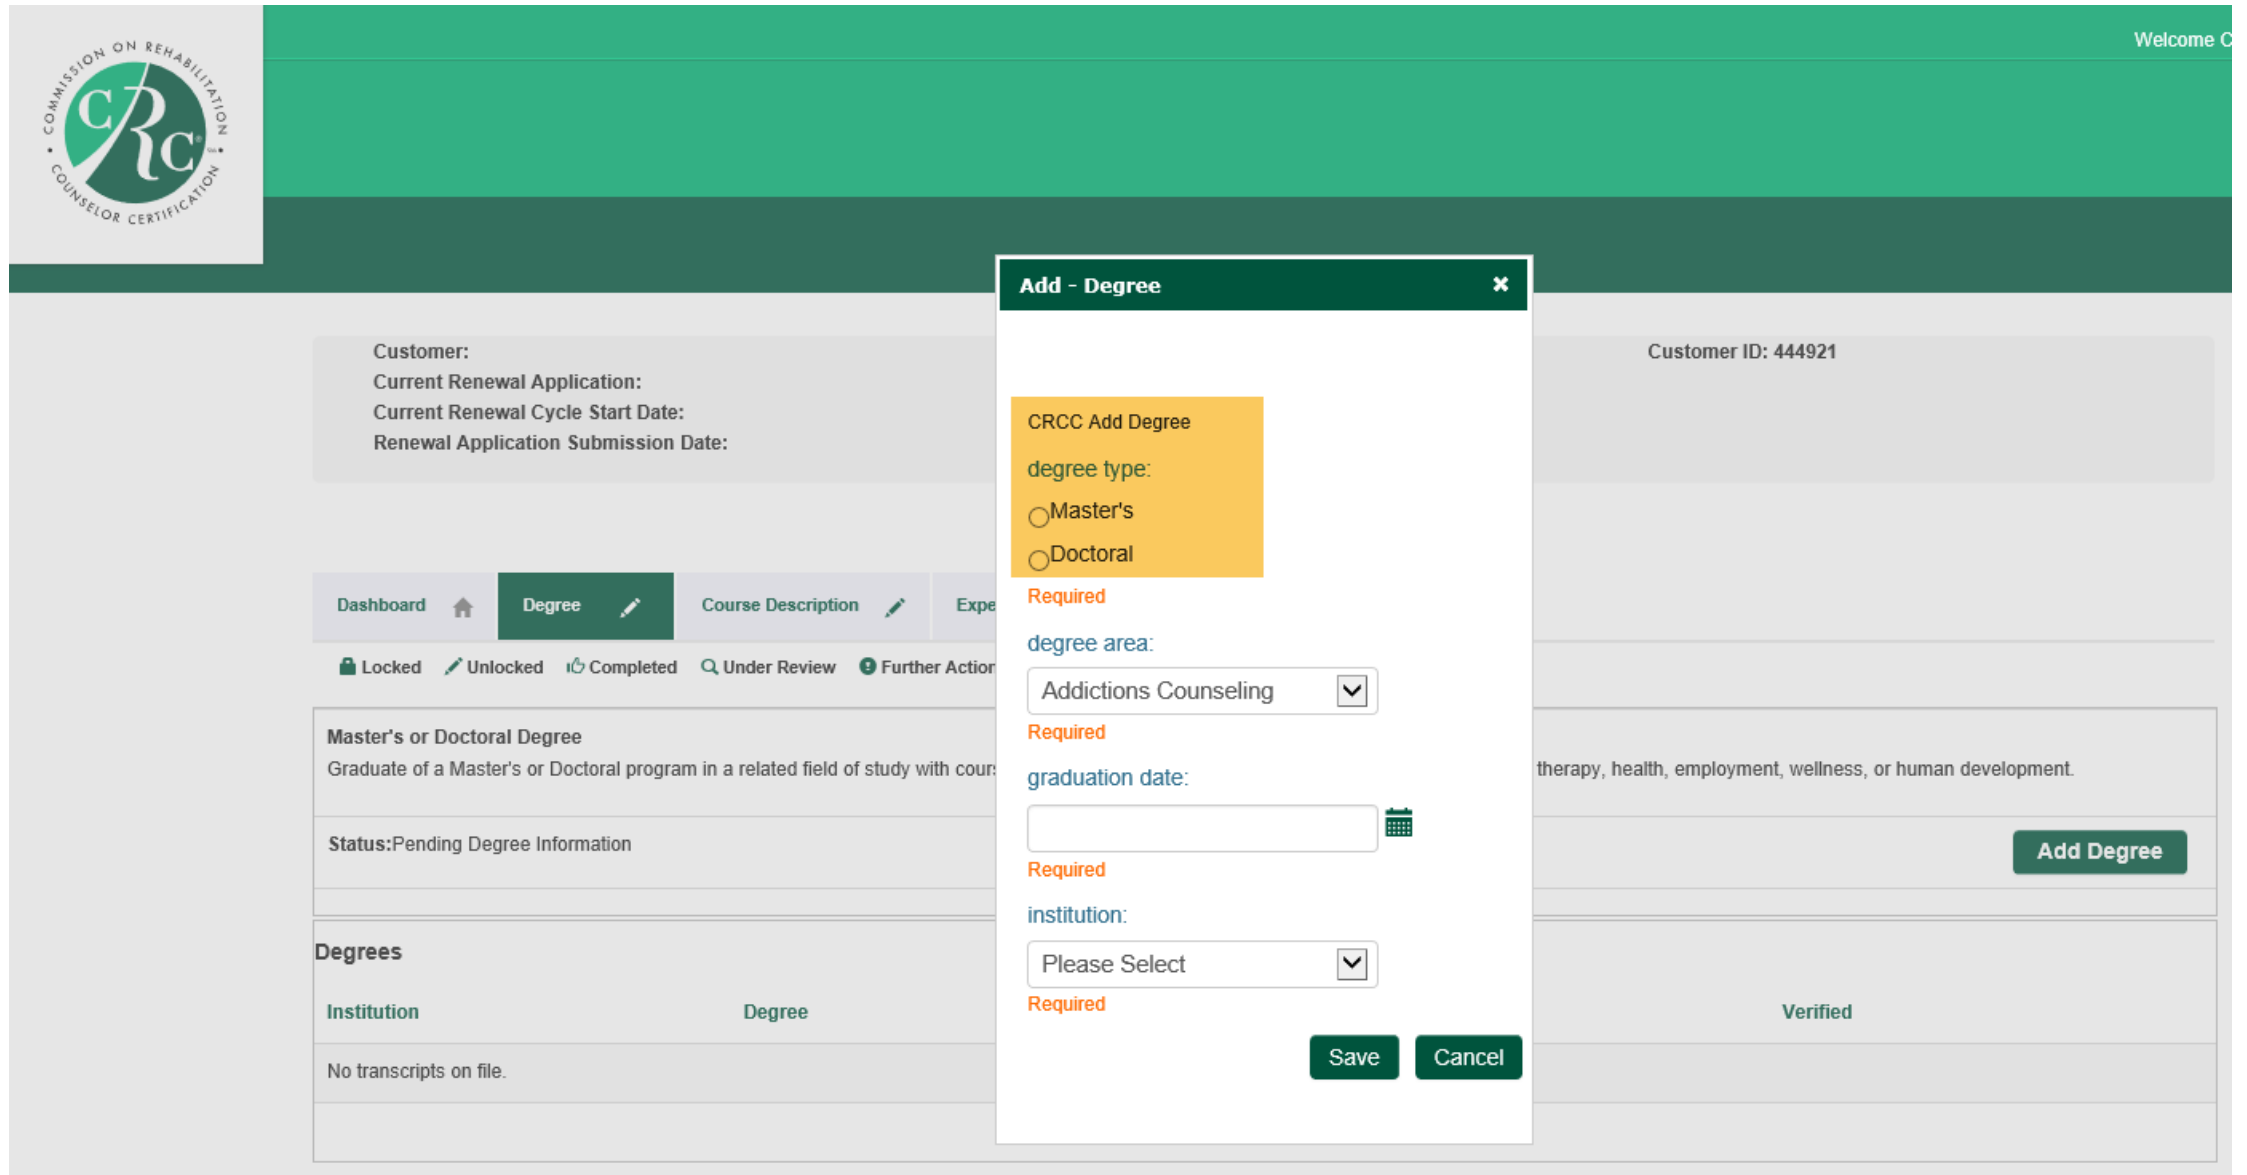 Welcome C
COMMISSION ON REHABILITATION
COUNSELOR CERTIFICATION
CRC
Add - Degree
Customer:
Customer ID: 444921
Current Renewal Application:
Current Renewal Cycle Start Date:
Renewal Application Submission Date:
CRCC Add Degree
degree type:
Master's
Doctoral
Required
Dashboard Degree Course Description Expe
degree area:
Locked Unlocked Completed Under Review Further Action
Addictions Counseling
Required
Master's or Doctoral Degree
Graduate of a Master's or Doctoral program in a related field of study with cour therapy, health, employment, wellness, or human development.
graduation date:
Required
Status:Pending Degree Information
Add Degree
institution:
Please Select
Required
Degrees
Institution Degree Verified
No transcripts on file.
Save Cancel